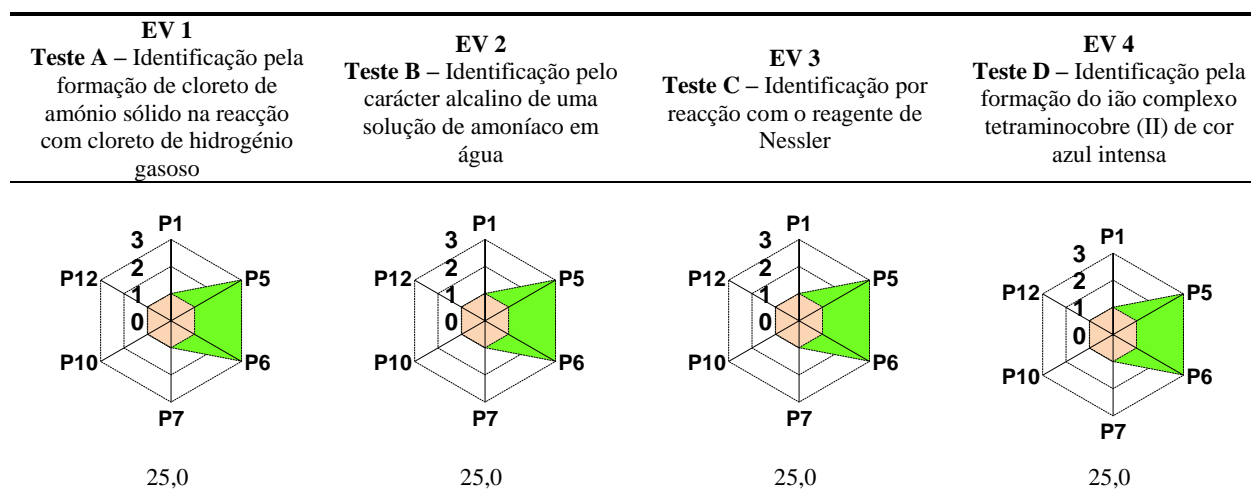 EV 1
Teste A – Identificação pela
formação de cloreto de
amónio sólido na reacção
com cloreto de hidrogénio
gasoso
EV 2
Teste B – Identificação pelo
carácter alcalino de uma
solução de amoníaco em
água
EV 3
Teste C – Identificação por
reacção com o reagente de
Nessler
EV 4
Teste D – Identificação pela
formação do ião complexo
tetraminocobre (II) de cor
azul intensa
P1
3
P12
2
P5
1
0
P10
P6
P7
25,0
P1
3
P12
2
P5
1
0
P10
P6
P7
25,0
P1
3
P12
2
P5
1
0
P10
P6
P7
25,0
P1
3
P12
2
P5
1
0
P10
P6
P7
25,0